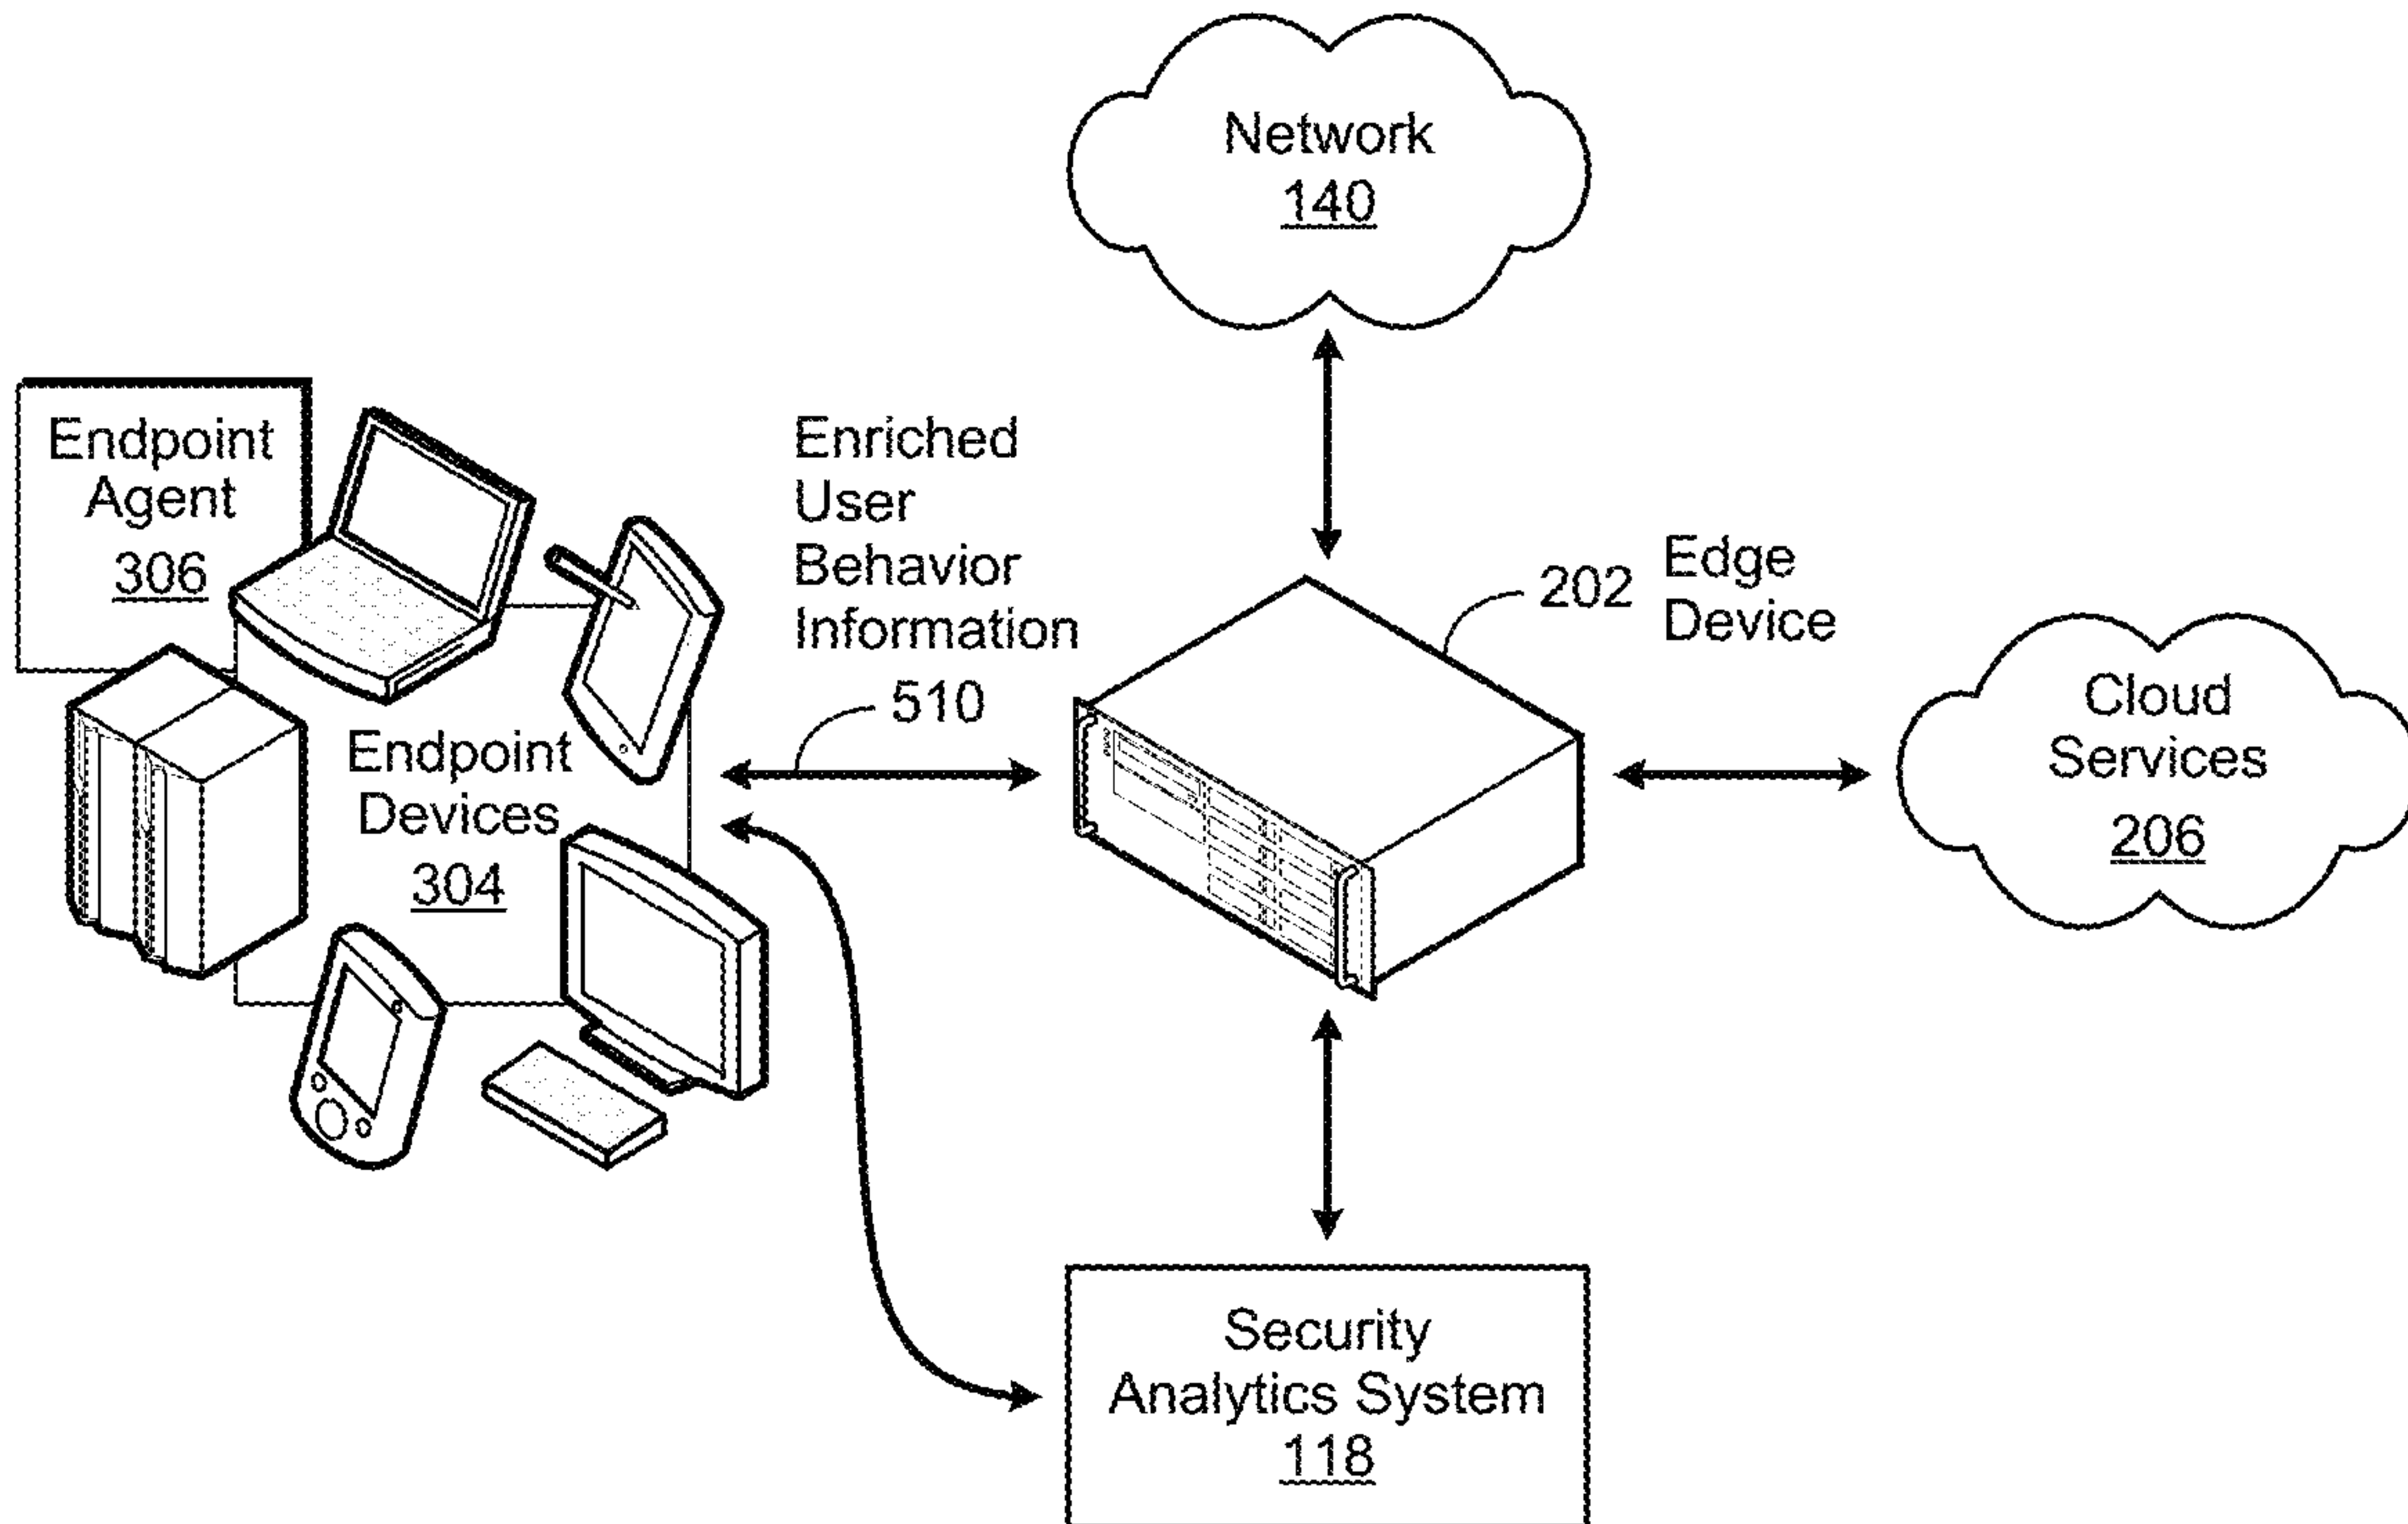 Network
140
Endpoint
Agent
306
Enriched
User
Behavior
Information
510
202
Edge
Device
Cloud
Services
206
Endpoint
Devices
304
Security
Analytics System
118